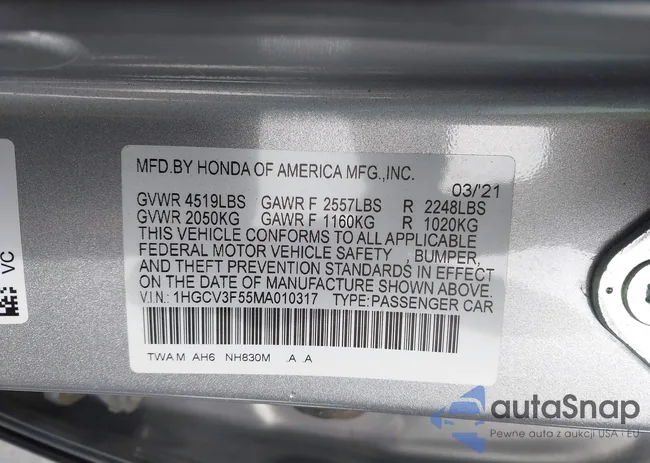 MFD.BY HONDA OF AMERICA MFG.,INC.
03/'21
GVWR 4519LBS GAWR F 2557LBS R 2248LBS
GVWR 2050KG GAWR F 1160KG R 1020KG
THIS VEHICLE CONFORMS TO ALL APPLICABLE
FEDERAL MOTOR VEHICLE SAFETY , BUMPER,
AND THEFT PREVENTION STANDARDS IN EFFECT
ON THE DATE OF MANUFACTURE SHOWN ABOVE.
V.I.N.: 1HGCV3F55MA010317 TYPE:PASSENGER CAR
TWA M AH6 NH830M .A .A
VC
autaSnap
Pewne auta z aukcji USA i EU